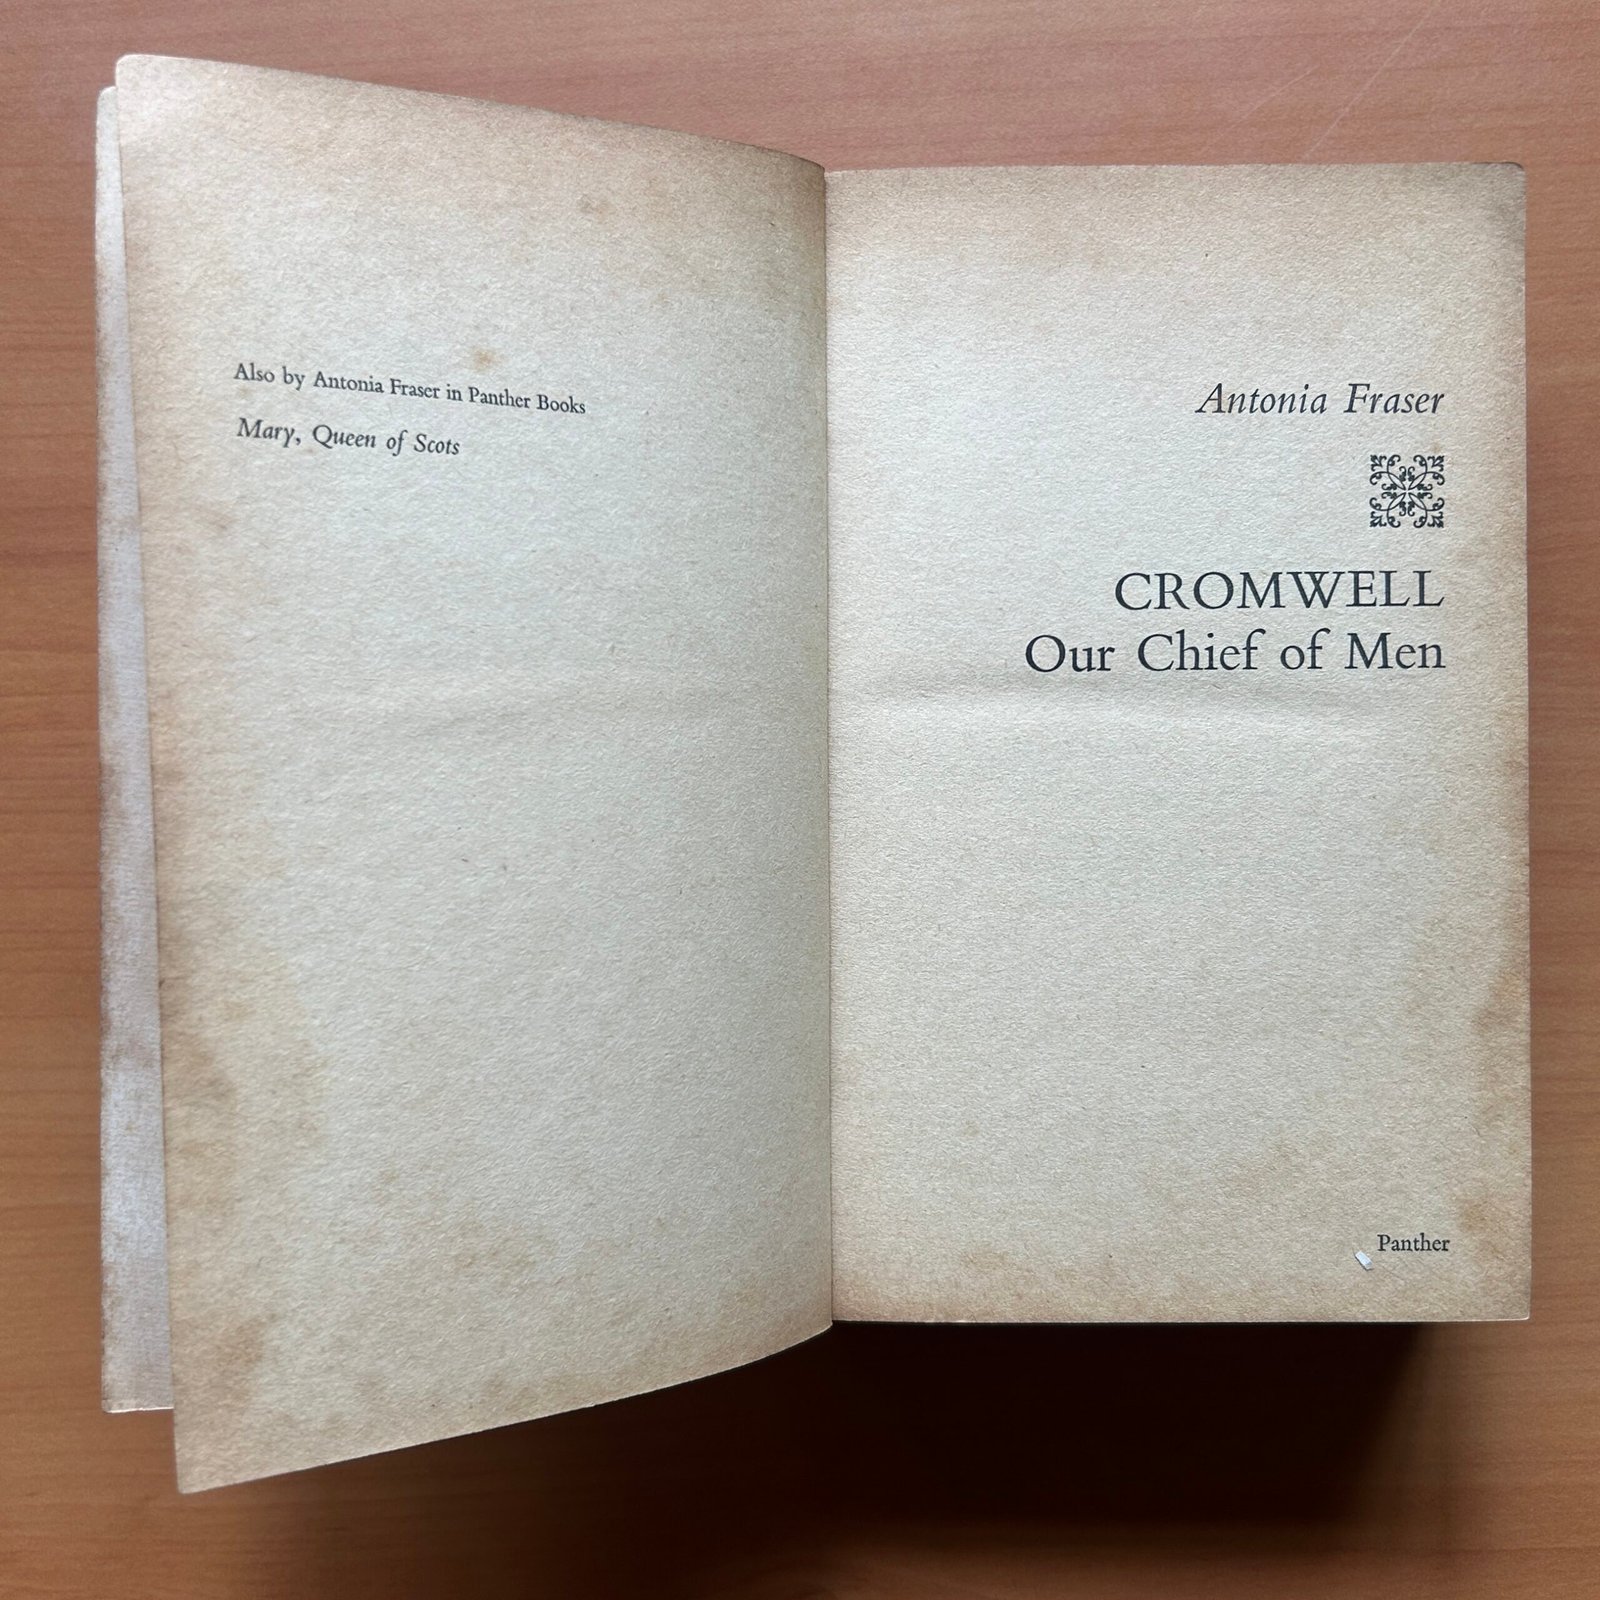 Also by Antonia Fraser in Panther Books
Mary, Queen of Scots
Antonia Fraser
CROMWELL
Our Chief of Men
Panther